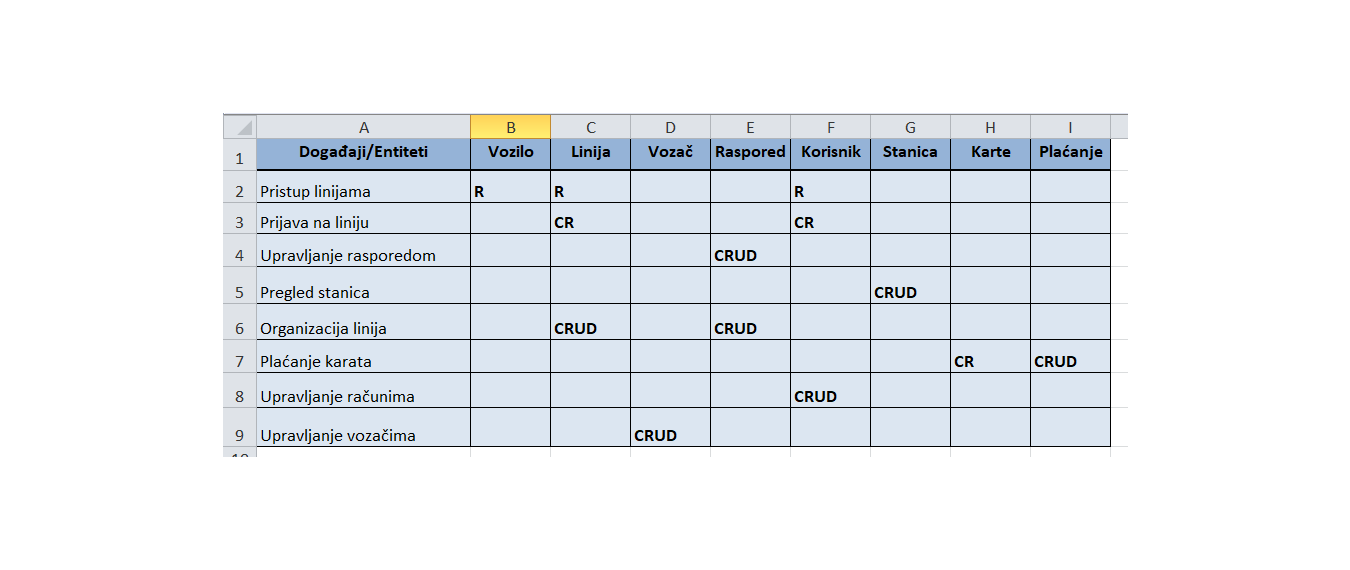 A B C D E F G H I
1 Događaji/Entiteti Vozilo Linija Vozač Raspored Korisnik Stanica Karte Plaćanje
2 Pristup linijama R R R
3 Prijava na liniju CR CR
4 Upravljanje rasporedom CRUD
5 Pregled stanica CRUD
6 Organizacija linija CRUD CRUD
7 Plaćanje karata CR CRUD
8 Upravljanje računima CRUD
9 Upravljanje vozačima CRUD
10